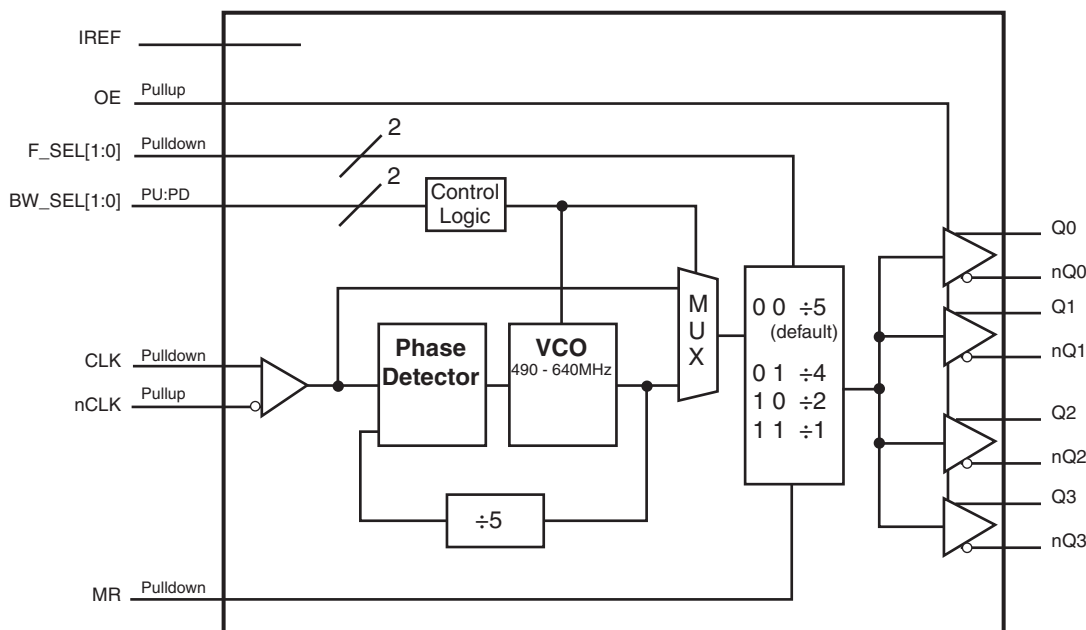 IREF
OE Pullup
F_SEL[1:0] Pulldown 2
BW_SEL[1:0] PU:PD 2
Control
Logic
CLK Pulldown
nCLK Pullup
Phase
Detector
VCO
490 - 640MHz
÷5
M
U
X
0 0 ÷5
(default)
0 1 ÷4
1 0 ÷2
1 1 ÷1
Q0
nQ0
Q1
nQ1
Q2
nQ2
Q3
nQ3
MR Pulldown